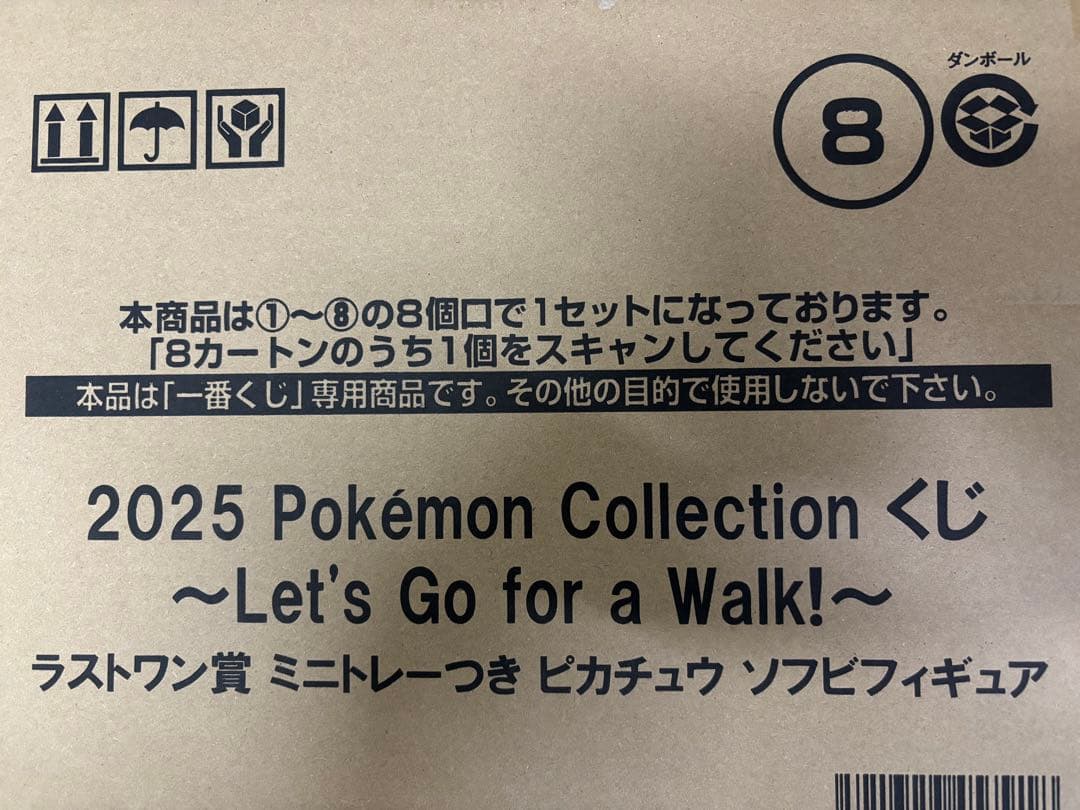 ダンボール
8
本商品は①～⑧の8個口で1セットになっております。
「8カートンのうち1個をスキャンしてください」
本品は「一番くじ」専用商品です。その他の目的で使用しないで下さい。
2025 Pokémon Collection くじ
～Let's Go for a Walk!～
ラストワン賞 ミニトレーつき ピカチュウ ソフビフィギュア